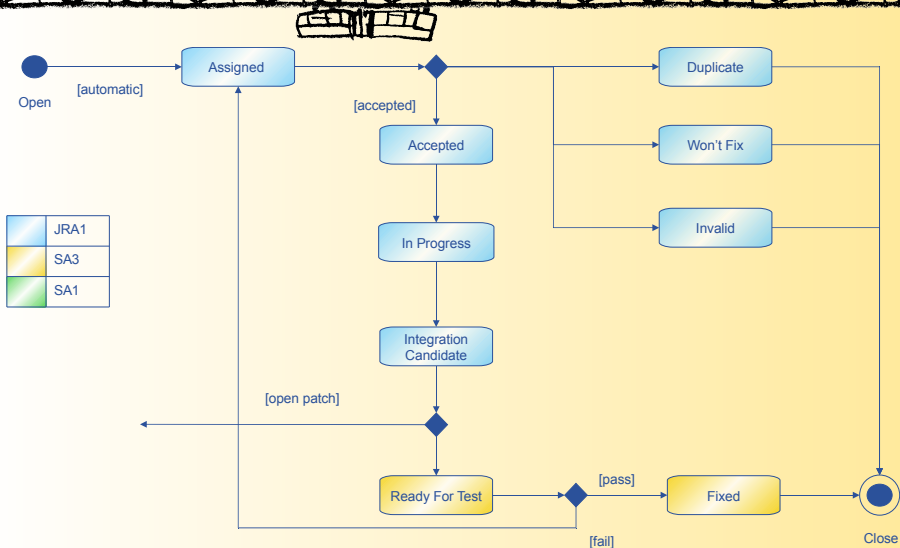 Assigned
Duplicate
[automatic]
Open
[accepted]
Accepted
Won't Fix
JRA1
SA3
SA1
In Progress
Invalid
Integration
Candidate
[open patch]
Ready For Test
[pass]
Fixed
[fail]
Close